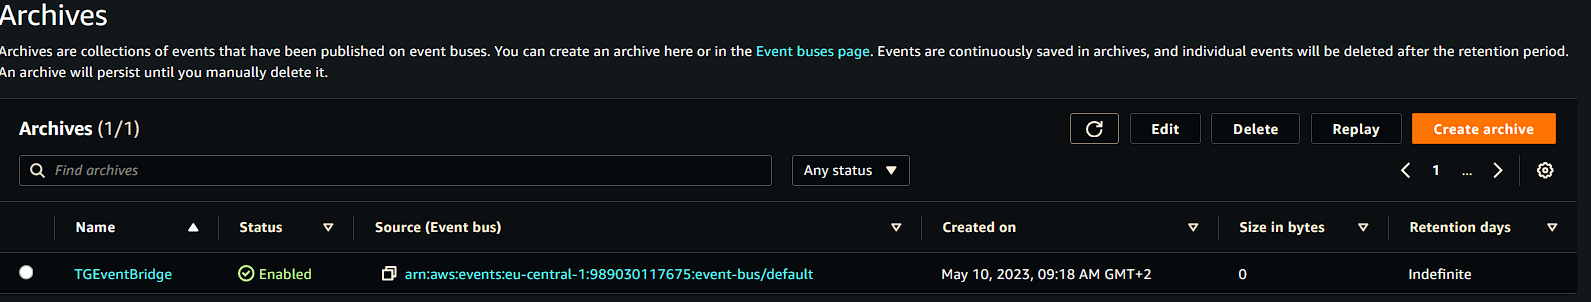 Archives
Archives are collections of events that have been published on event buses. You can create an archive here or in the Event buses page. Events are continuously saved in archives, and individual events will be deleted after the retention period.
An archive will persist until you manually delete it.
Archives (1/1) Edit Delete Replay Create archive
Find archives Any status 1 ...
Name Status Source (Event bus) Created on Size in bytes Retention days
TGEventBridge Enabled arn:aws:events:eu-central-1:989030117675:event-bus/default May 10, 2023, 09:18 AM GMT+2 0 Indefinite